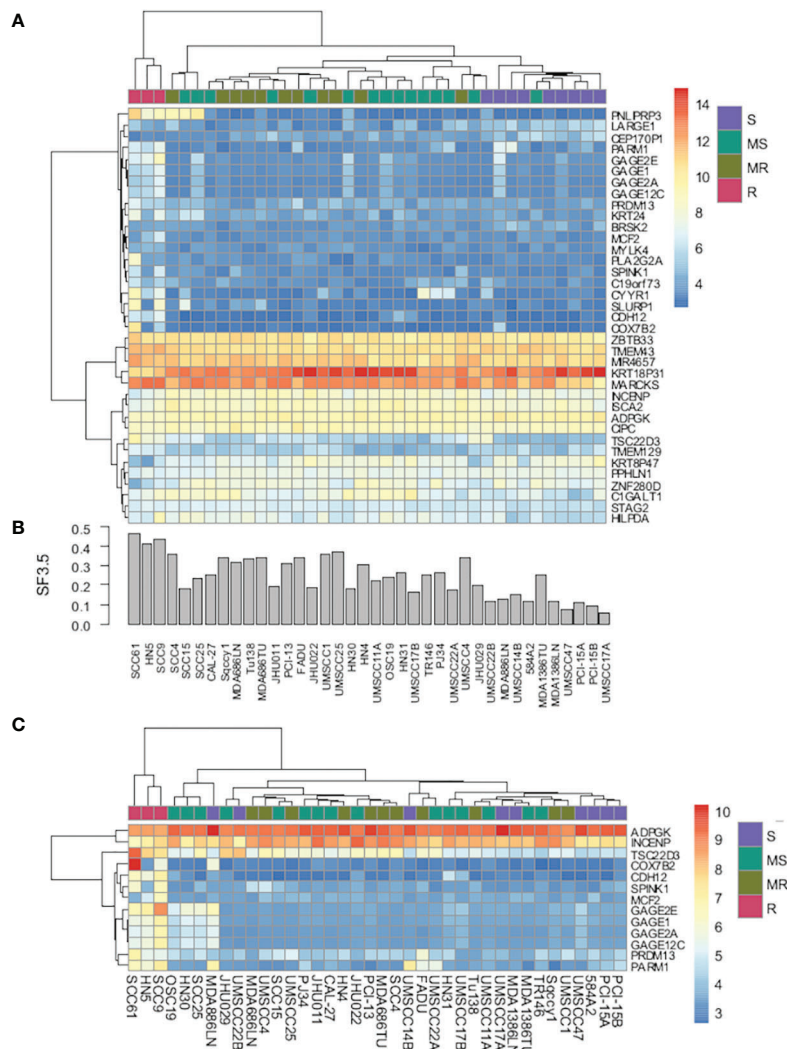 A
14
12
10
8
6
4
S
MS
MR
R
PNLIPRP3
LARGE1
CEP170P1
PARM1
GAGE2E
GAGE1
GAGE2A
GAGE12C
PRDM13
KRT24
BRSK2
MCF2
MYLK4
PLA2G2A
SPINK1
C19orf73
CYYR1
SLURP1
CDH12
COX7B2
ZBTB33
TMEM43
MIR4657
KRT18P31
MARCKS
INCENP
ISCA2
ADPGK
CIPC
TSC22D3
TMEM129
KRT8P47
PPHLN1
ZNF280D
C1GALT1
STAG2
HILPDA
B
SF3.5
0.5
0.4
0.3
0.2
0.1
0.0
SCC61
HN5
SCC9
SCC4
SCC15
SCC25
CAL-27
Sqccy1
MDA686LN
Tu138
MDA686TU
JHU011
PCI-13
FADU
JHU022
UMSCC1
UMSCC25
HN30
HN4
UMSCC11A
OSC19
HN31
UMSCC17B
TR146
PJ34
UMSCC22A
UMSCC4
JHU029
UMSCC22B
MDA886LN
UMSCC14B
584A2
MDA1386TU
MDA1386LN
UMSCC47
PCI-15A
PCI-15B
UMSCC17A
C
10
9
8
7
6
5
4
3
S
MS
MR
R
ADPGK
INCENP
TSC22D3
COX7B2
CDH12
SPINK1
MCF2
GAGE2E
GAGE1
GAGE2A
GAGE12C
PRDM13
PARM1
SCC61
HN5
SCC9
OSC19
HN30
SCC25
MDA886LN
JHU029
UMSCC22B
MDA686LN
UMSCC4
SCC15
UMSCC25
PJ34
JHU011
CAL-27
HN4
JHU022
PCI-13
MDA686TU
SCC4
UMSCC14B
FADU
UMSCC22A
HN31
UMSCC17B
Tu138
UMSCC11A
UMSCC17A
MDA1386LN
MDA1386TU
TR146
Sqccy1
UMSCC1
UMSCC47
584A2
PCI-15A
PCI-15B